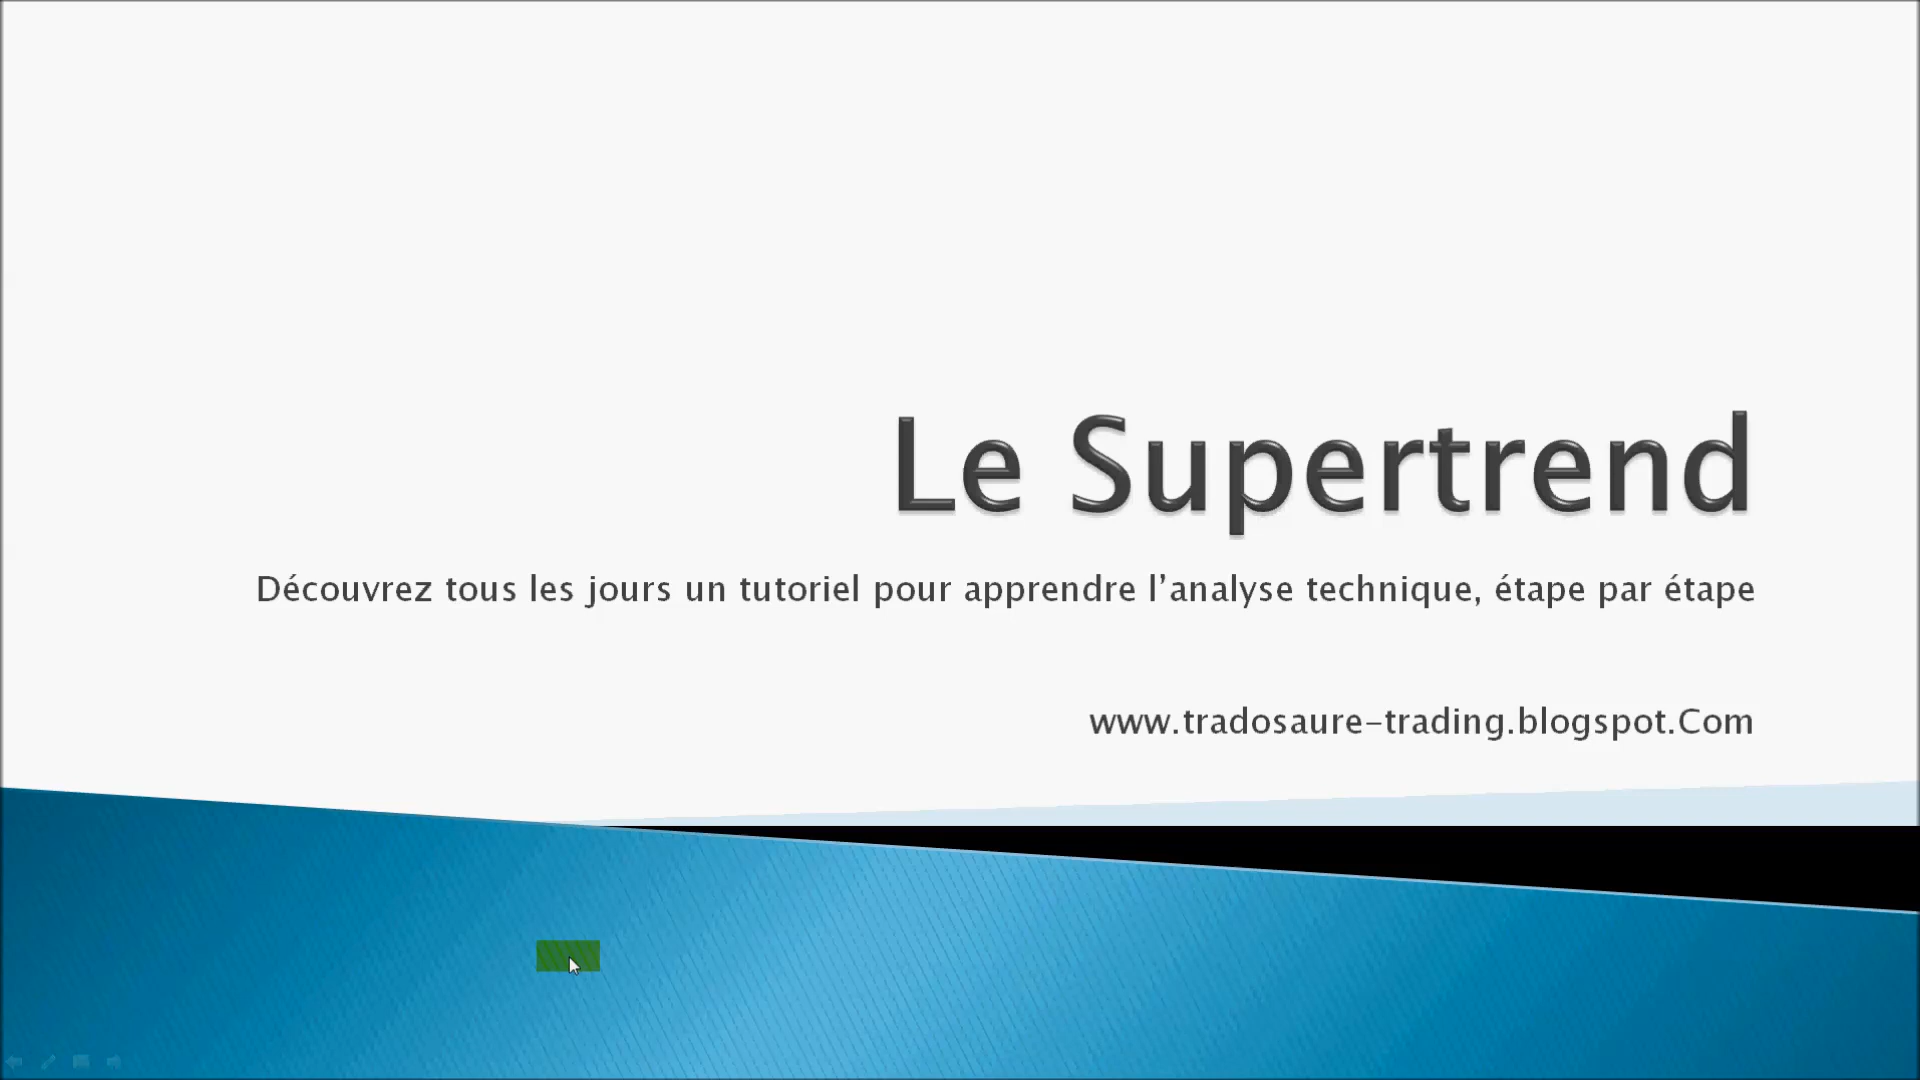 Le Supertrend
Découvrez tous les jours un tutoriel pour apprendre l’analyse technique, étape par étape
www.tradosaure-trading.blogspot.Com